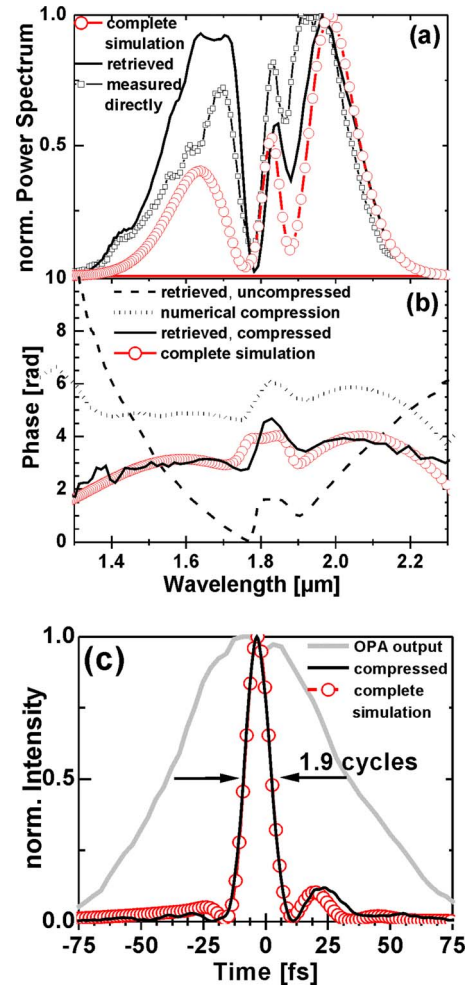 1.0
complete
simulation
retrieved
measured
directly
(a)
norm. Power Spectrum
0.5
10
retrieved, uncompressed
numerical compression
retrieved, compressed
complete simulation
(b)
Phase [rad]
8
6
4
2
0
1.4 1.6 1.8 2.0 2.2
Wavelength [µm]
(c)
OPA output
compressed
complete
simulation
1.9 cycles
norm. Intensity
1.0
0.5
0.0
-75 -50 -25 0 25 50 75
Time [fs]